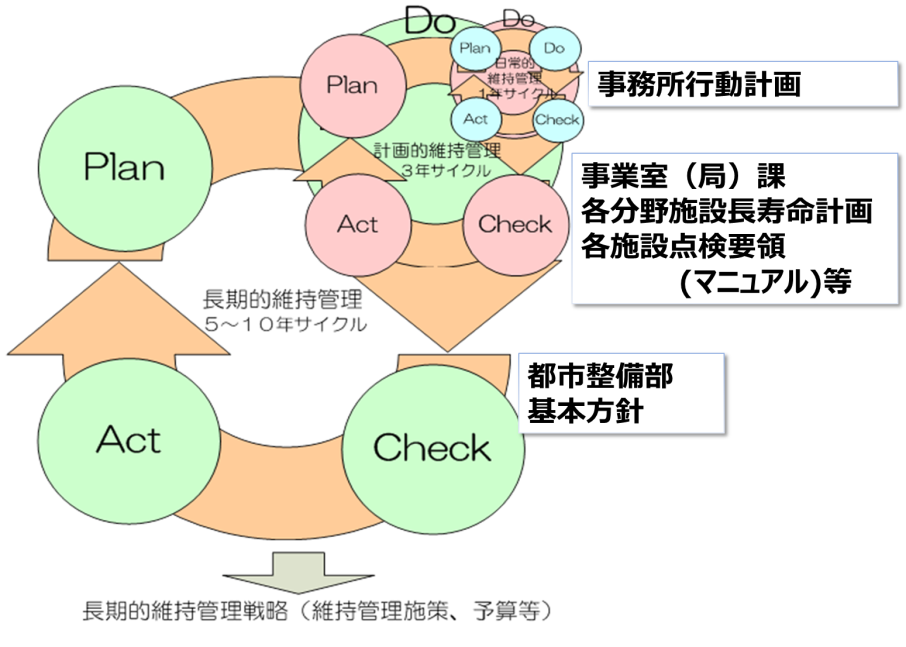 Do
Do
Plan
Do
日常的
維持管理
1年サイクル
Act
Check
事務所行動計画
Plan
計画的維持管理
3年サイクル
Act
Check
事業室（局）課
各分野施設長寿命計画
各施設点検要領
(マニュアル)等
Plan
長期的維持管理
5～10年サイクル
都市整備部
基本方針
Act
Check
長期的維持管理戦略（維持管理施策、予算等）